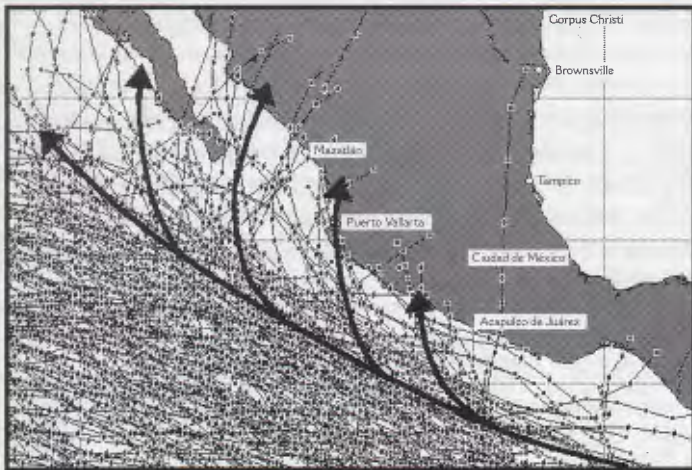 Corpus Christi
Brownsville
Mazatlán
Tampico
Puerto Vallarta
Ciudad de México
Acapulco de Juárez